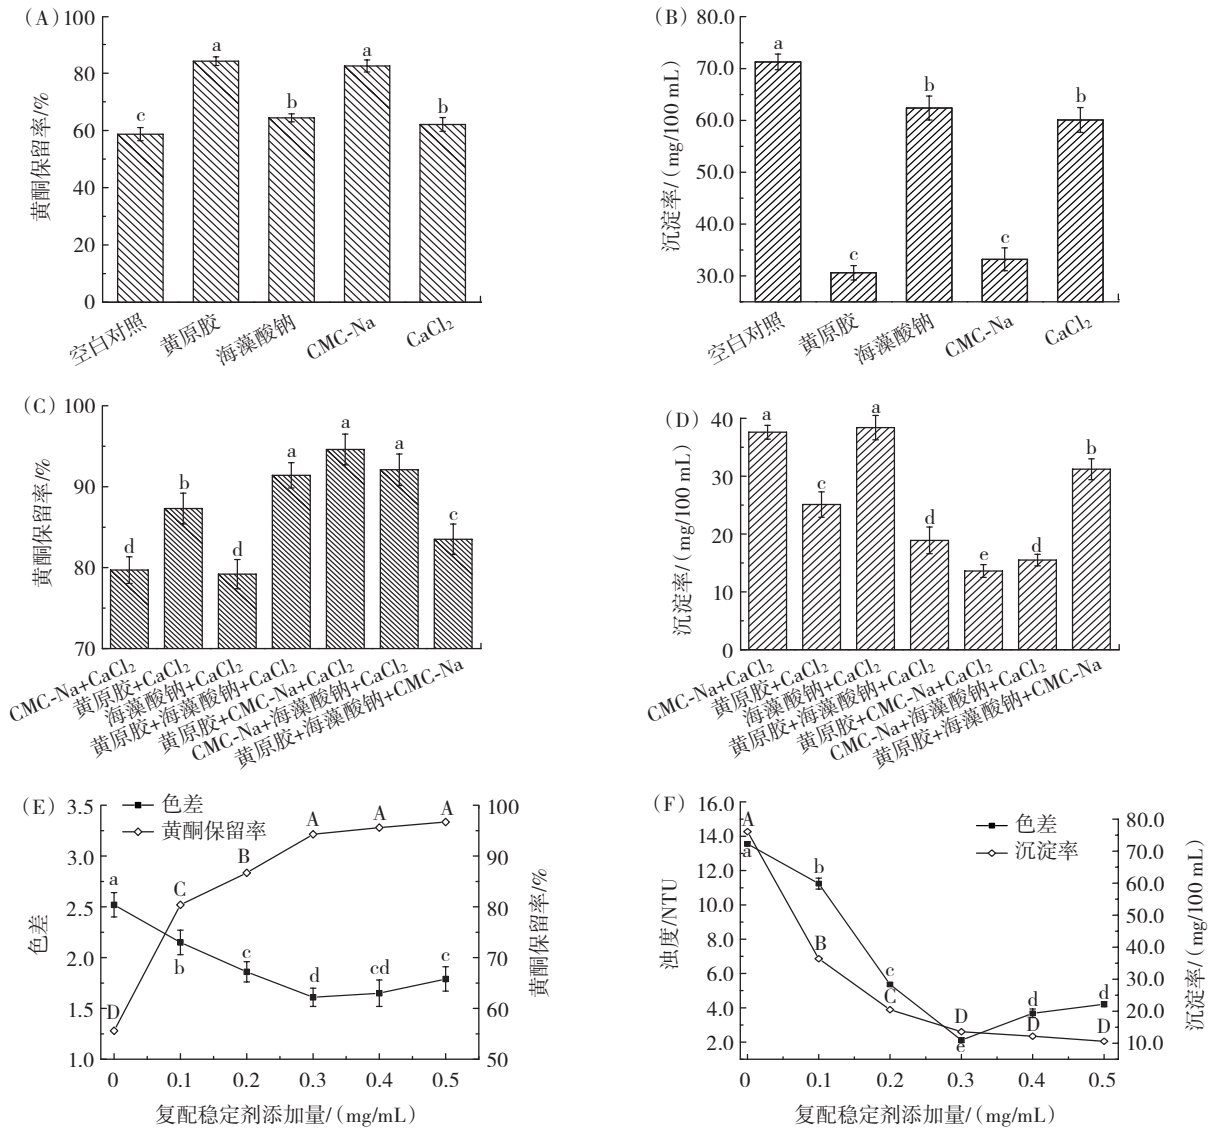 (A)
100
80
60
40
20
0
黄酮保留率/%
c
a
b
a
b
空白对照
黄原胶
海藻酸钠
CMC-Na
CaCl₂
(B)
80.0
70.0
60.0
50.0
40.0
30.0
沉淀率/(mg/100 mL)
a
c
b
c
b
空白对照
黄原胶
海藻酸钠
CMC-Na
CaCl₂
(C)
100
90
80
70
黄酮保留率/%
d
b
d
a
a
a
c
CMC-Na+CaCl₂
黄原胶+CaCl₂
海藻酸钠+CaCl₂
黄原胶+海藻酸钠+CaCl₂
黄原胶+CMC-Na+CaCl₂
CMC-Na+海藻酸钠+CaCl₂
黄原胶+海藻酸钠+CMC-Na
(D)
40
30
20
10
0
沉淀率/(mg/100 mL)
a
c
a
d
e
d
b
CMC-Na+CaCl₂
黄原胶+CaCl₂
海藻酸钠+CaCl₂
黄原胶+海藻酸钠+CaCl₂
黄原胶+CMC-Na+CaCl₂
CMC-Na+海藻酸钠+CaCl₂
黄原胶+海藻酸钠+CMC-Na
(E)
色差
黄酮保留率
3.5
3.0
2.5
2.0
1.5
1.0
色差
100
90
80
70
60
50
黄酮保留率/%
a
b
c
d
cd
c
D
C
B
A
A
A
0
0.1
0.2
0.3
0.4
0.5
复配稳定剂添加量/(mg/mL)
(F)
色差
沉淀率
16.0
14.0
12.0
10.0
8.0
6.0
4.0
2.0
浊度/NTU
80.0
70.0
60.0
50.0
40.0
30.0
20.0
10.0
沉淀率/(mg/100 mL)
A
a
b
B
c
C
D
e
d
D
d
D
0
0.1
0.2
0.3
0.4
0.5
复配稳定剂添加量/(mg/mL)